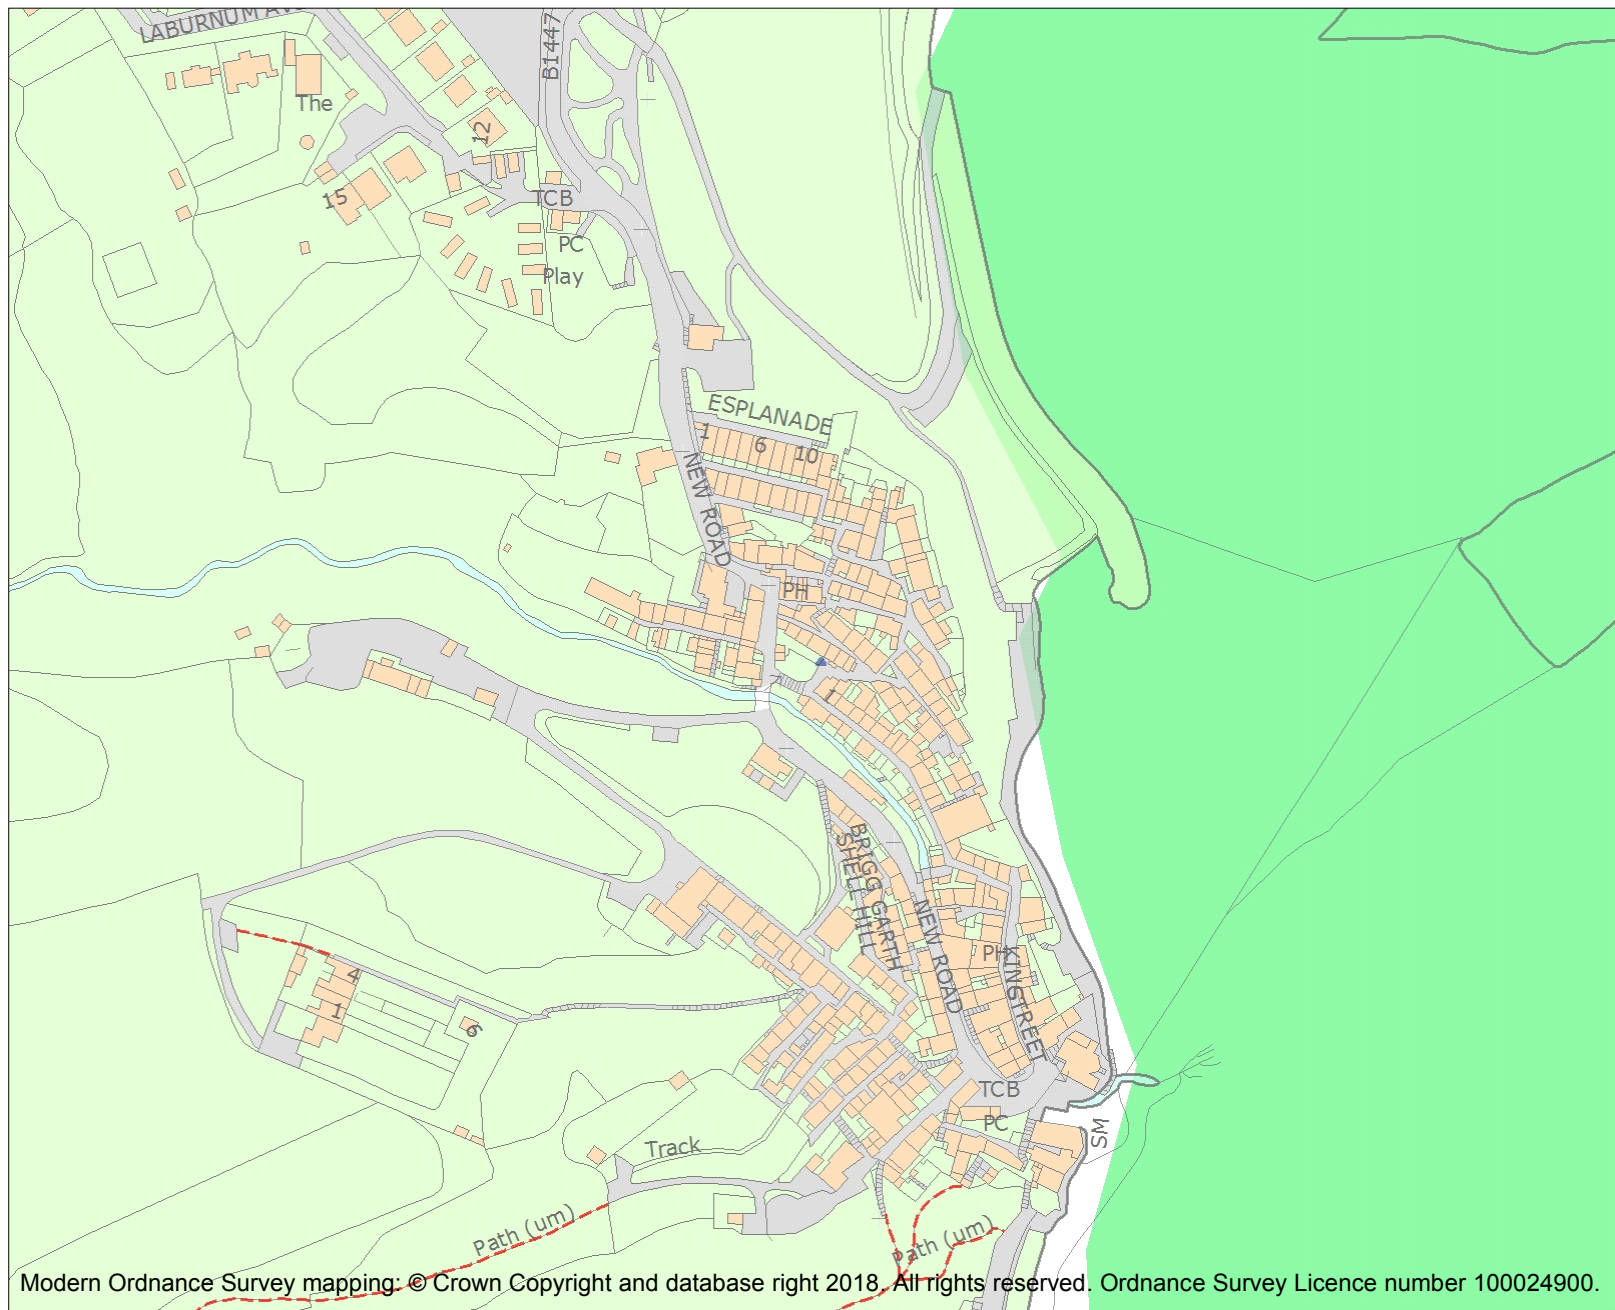 LABURNUM AV
B1447
The
12
15
TCB
PC
Play
ESPLANADE
1
6
10
NEW ROAD
PH
1
BRIGG GARTH
SHELL HILL
NEW ROAD
PH
KINGSTREET
4
1
6
TCB
PC
SM
Track
Path (um)
Path (um)
Modern Ordnance Survey mapping: © Crown Copyright and database right 2018. All rights reserved. Ordnance Survey Licence number 100024900.